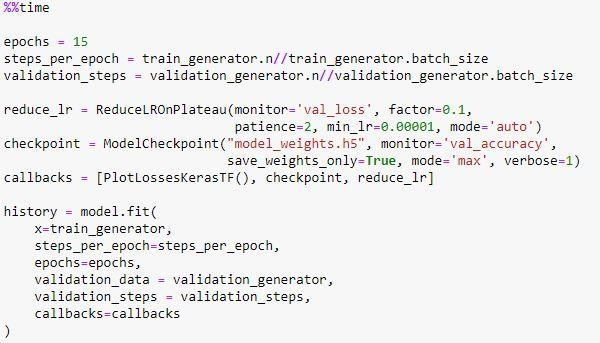 %%time
epochs = 15
steps_per_epoch = train_generator.n//train_generator.batch_size
validation_steps = validation_generator.n//validation_generator.batch_size
reduce_lr = ReduceLROnPlateau(monitor='val_loss', factor=0.1,
patience=2, min_lr=0.00001, mode='auto')
checkpoint = ModelCheckpoint("model_weights.h5", monitor='val_accuracy',
save_weights_only=True, mode='max', verbose=1)
callbacks = [PlotLossesKerasTF(), checkpoint, reduce_lr]
history = model.fit(
x=train_generator,
steps_per_epoch=steps_per_epoch,
epochs=epochs,
validation_data = validation_generator,
validation_steps = validation_steps,
callbacks=callbacks
)